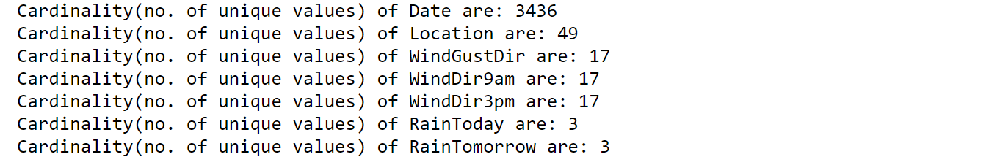 Cardinality(no. of unique values) of Date are: 3436
Cardinality(no. of unique values) of Location are: 49
Cardinality(no. of unique values) of WindGustDir are: 17
Cardinality(no. of unique values) of WindDir9am are: 17
Cardinality(no. of unique values) of WindDir3pm are: 17
Cardinality(no. of unique values) of RainToday are: 3
Cardinality(no. of unique values) of RainTomorrow are: 3